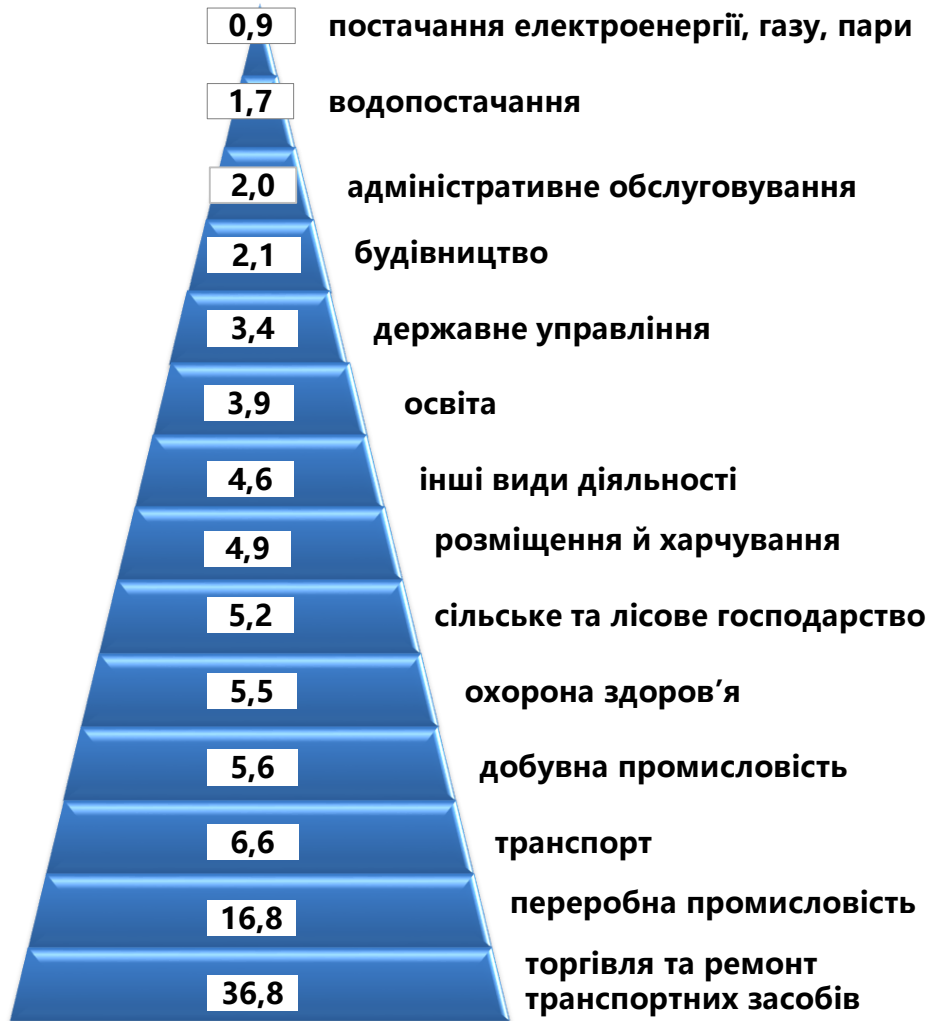 0,9 постачання електроенергії, газу, пари
1,7 водопостачання
2,0 адміністративне обслуговування
2,1 будівництво
3,4 державне управління
3,9 освіта
4,6 інші види діяльності
4,9 розміщення й харчування
5,2 сільське та лісове господарство
5,5 охорона здоров’я
5,6 добувна промисловість
6,6 транспорт
16,8 переробна промисловість
36,8 торгівля та ремонт
транспортних засобів